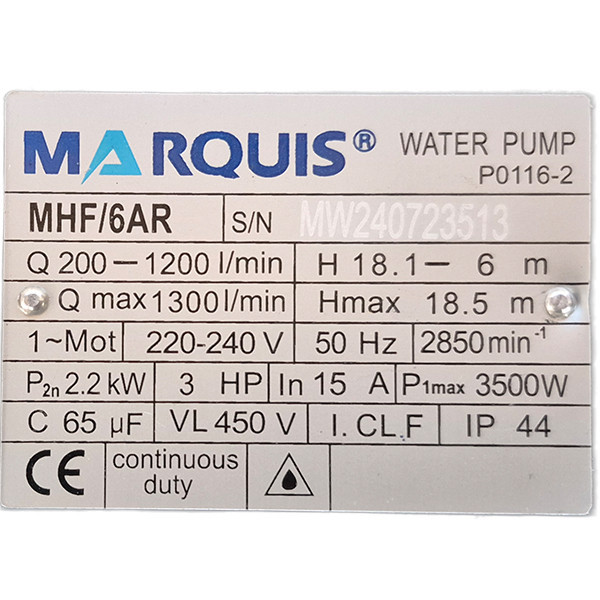 MARQUIS® WATER PUMP
P0116-2
MHF/6AR S/N MW240723513
Q 200—1200 l/min H 18.1— 6 m
Q max 1300 l/min Hmax 18.5 m
1~Mot 220-240 V 50 Hz 2850min⁻¹
P2n 2.2 kW 3 HP In 15 A P1max 3500W
C 65 µF VL 450 V I. CL.F IP 44
CE continuous
duty